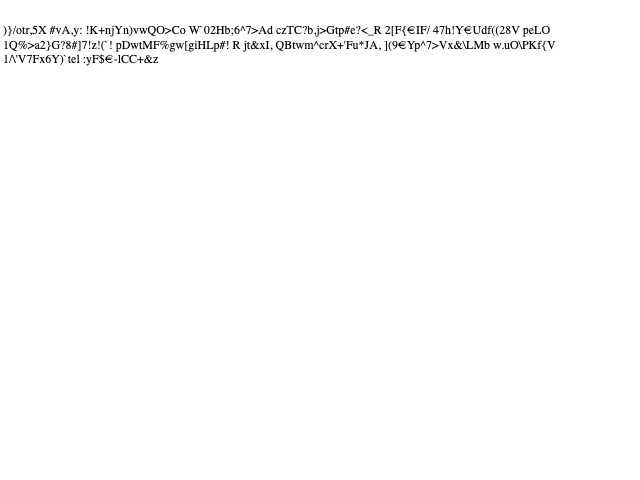 )}/otr,5X #vA,y: !K+njYn)vwQO>Co W`02Hb;6^7>Ad czTC?b,j>Gtp#e?<_R 2[F{€IF/ 47h!Y€Udf((28V peLO
1Q%>a2}G?8#]7!z!(`! pDwtMF%gw[giHLp#! R jt&xI, QBtwm^crX+'Fu*JA, ](9€Yp^7>Vx&\LMb w.uO\PKf{V
1/\'V7Fx6Y)`tel :yF$€-lCC+&z